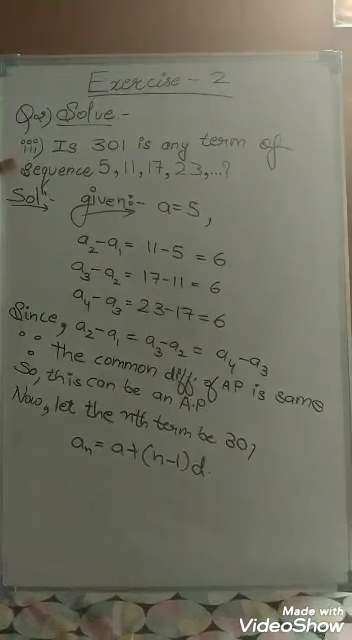 Exercise - 2
Q2) Solve :-
iii) Is 301 is any term of
sequence 5, 11, 17, 23, ...?
Solⁿ given:- a = 5,
a₂-a₁ = 11-5 = 6
a₃-a₂ = 17-11 = 6
a₄-a₃ = 23-17 = 6
Since, a₂-a₁ = a₃-a₂ = a₄-a₃
∴ the common diff. of AP is same
So, this can be an A.P.
Now, let the nth term be 301
aₙ = a+(n-1)d.
Made with
VideoShow